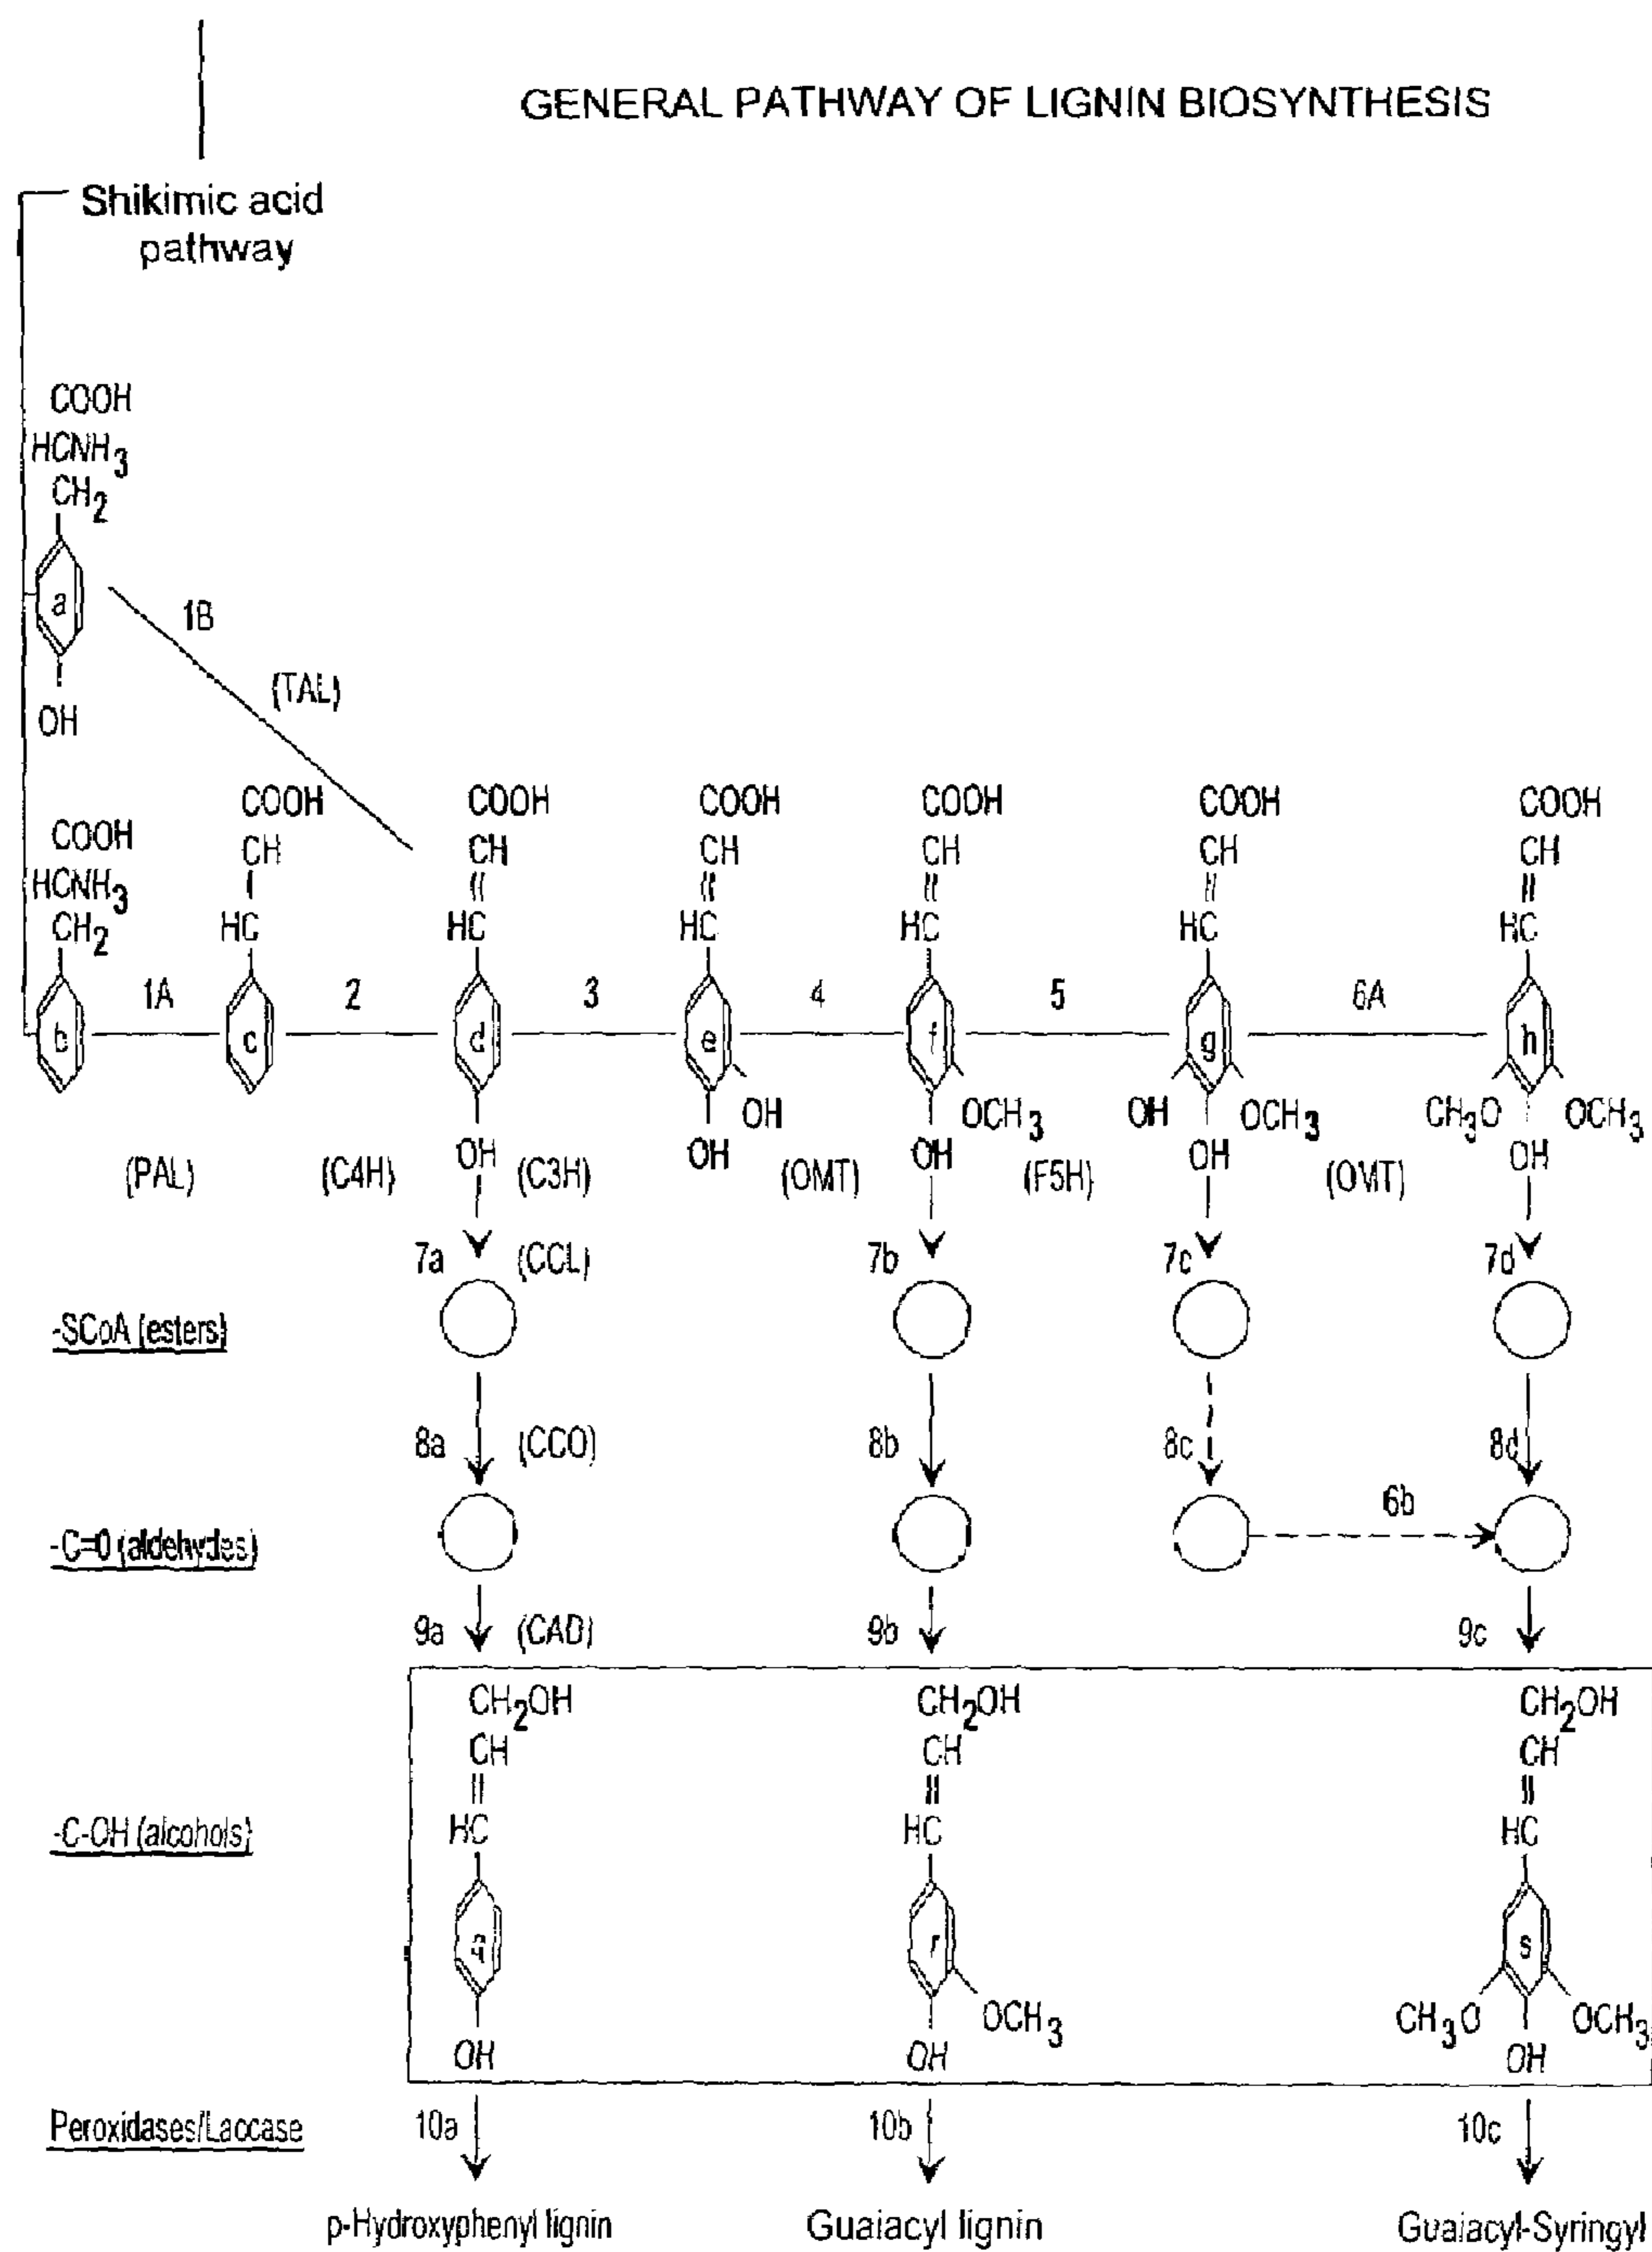 GENERAL PATHWAY OF LIGNIN BIOSYNTHESIS
Shikimic acid
pathway
COOH
HCNH3
CH2
a
OH
1B
(TAL)
COOH
HCNH3
CH2
b
1A
(PAL)
COOH
CH
HC
c
2
(C4H)
COOH
CH
HC
d
OH
3
(C3H)
COOH
CH
HC
e
OH
OH
4
(OMT)
COOH
CH
HC
f
OCH3
OH
5
(F5H)
COOH
CH
HC
g
OH
OCH3
OH
6A
(OMT)
COOH
CH
HC
h
CH3O
OCH3
OH
7a (CCL) 7b 7c 7d
-SCoA (esters)
8a (CCO) 8b 8c 8d
6b
-C=O (aldehydes)
9a (CAD) 9b 9c
-C-OH (alcohols)
CH2OH
CH
HC
q
OH
CH2OH
CH
HC
r
OCH3
OH
CH2OH
CH
HC
s
CH3O
OCH3
OH
Peroxidases/Laccase 10a 10b 10c
p-Hydroxyphenyl lignin Guaiacyl lignin Guaiacyl-Syringyl